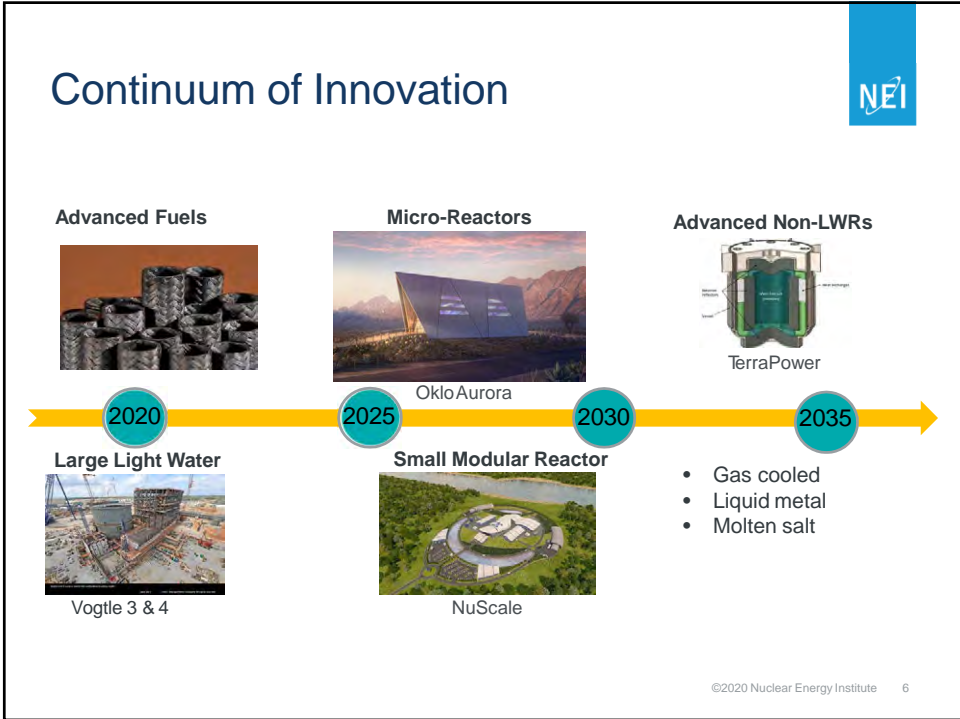 Continuum of Innovation
NEI
Advanced Fuels
Micro-Reactors
Advanced Non-LWRs
TerraPower
Oklo Aurora
2020
2025
2030
2035
Large Light Water
Small Modular Reactor
• Gas cooled
• Liquid metal
• Molten salt
Vogtle 3 & 4
NuScale
©2020 Nuclear Energy Institute 6